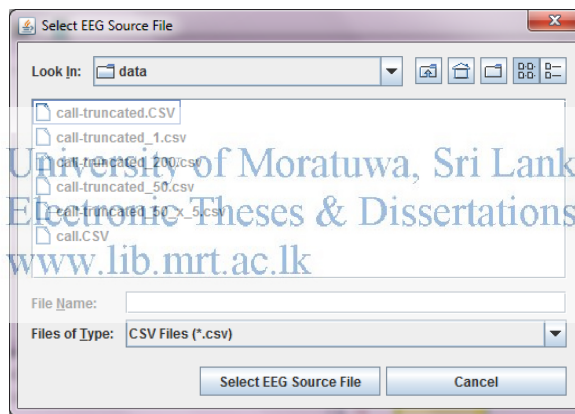 Select EEG Source File
Look In: data
call-truncated.CSV
call-truncated_1.csv
call-truncated_200.csv
call-truncated_50.csv
call-truncated_50_x_5.csv
call.CSV
University of Moratuwa, Sri Lank
Electronic Theses & Dissertations
www.lib.mrt.ac.lk
File Name:
Files of Type: CSV Files (*.csv)
Select EEG Source File Cancel